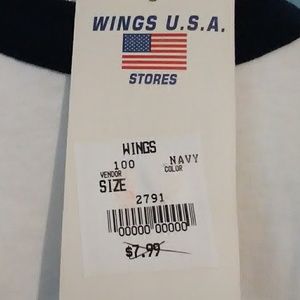 WINGS U.S.A.
STORES
WINGS
100 NAVY
VENDOR COLOR
SIZE
2791
00000 00000
$7.99